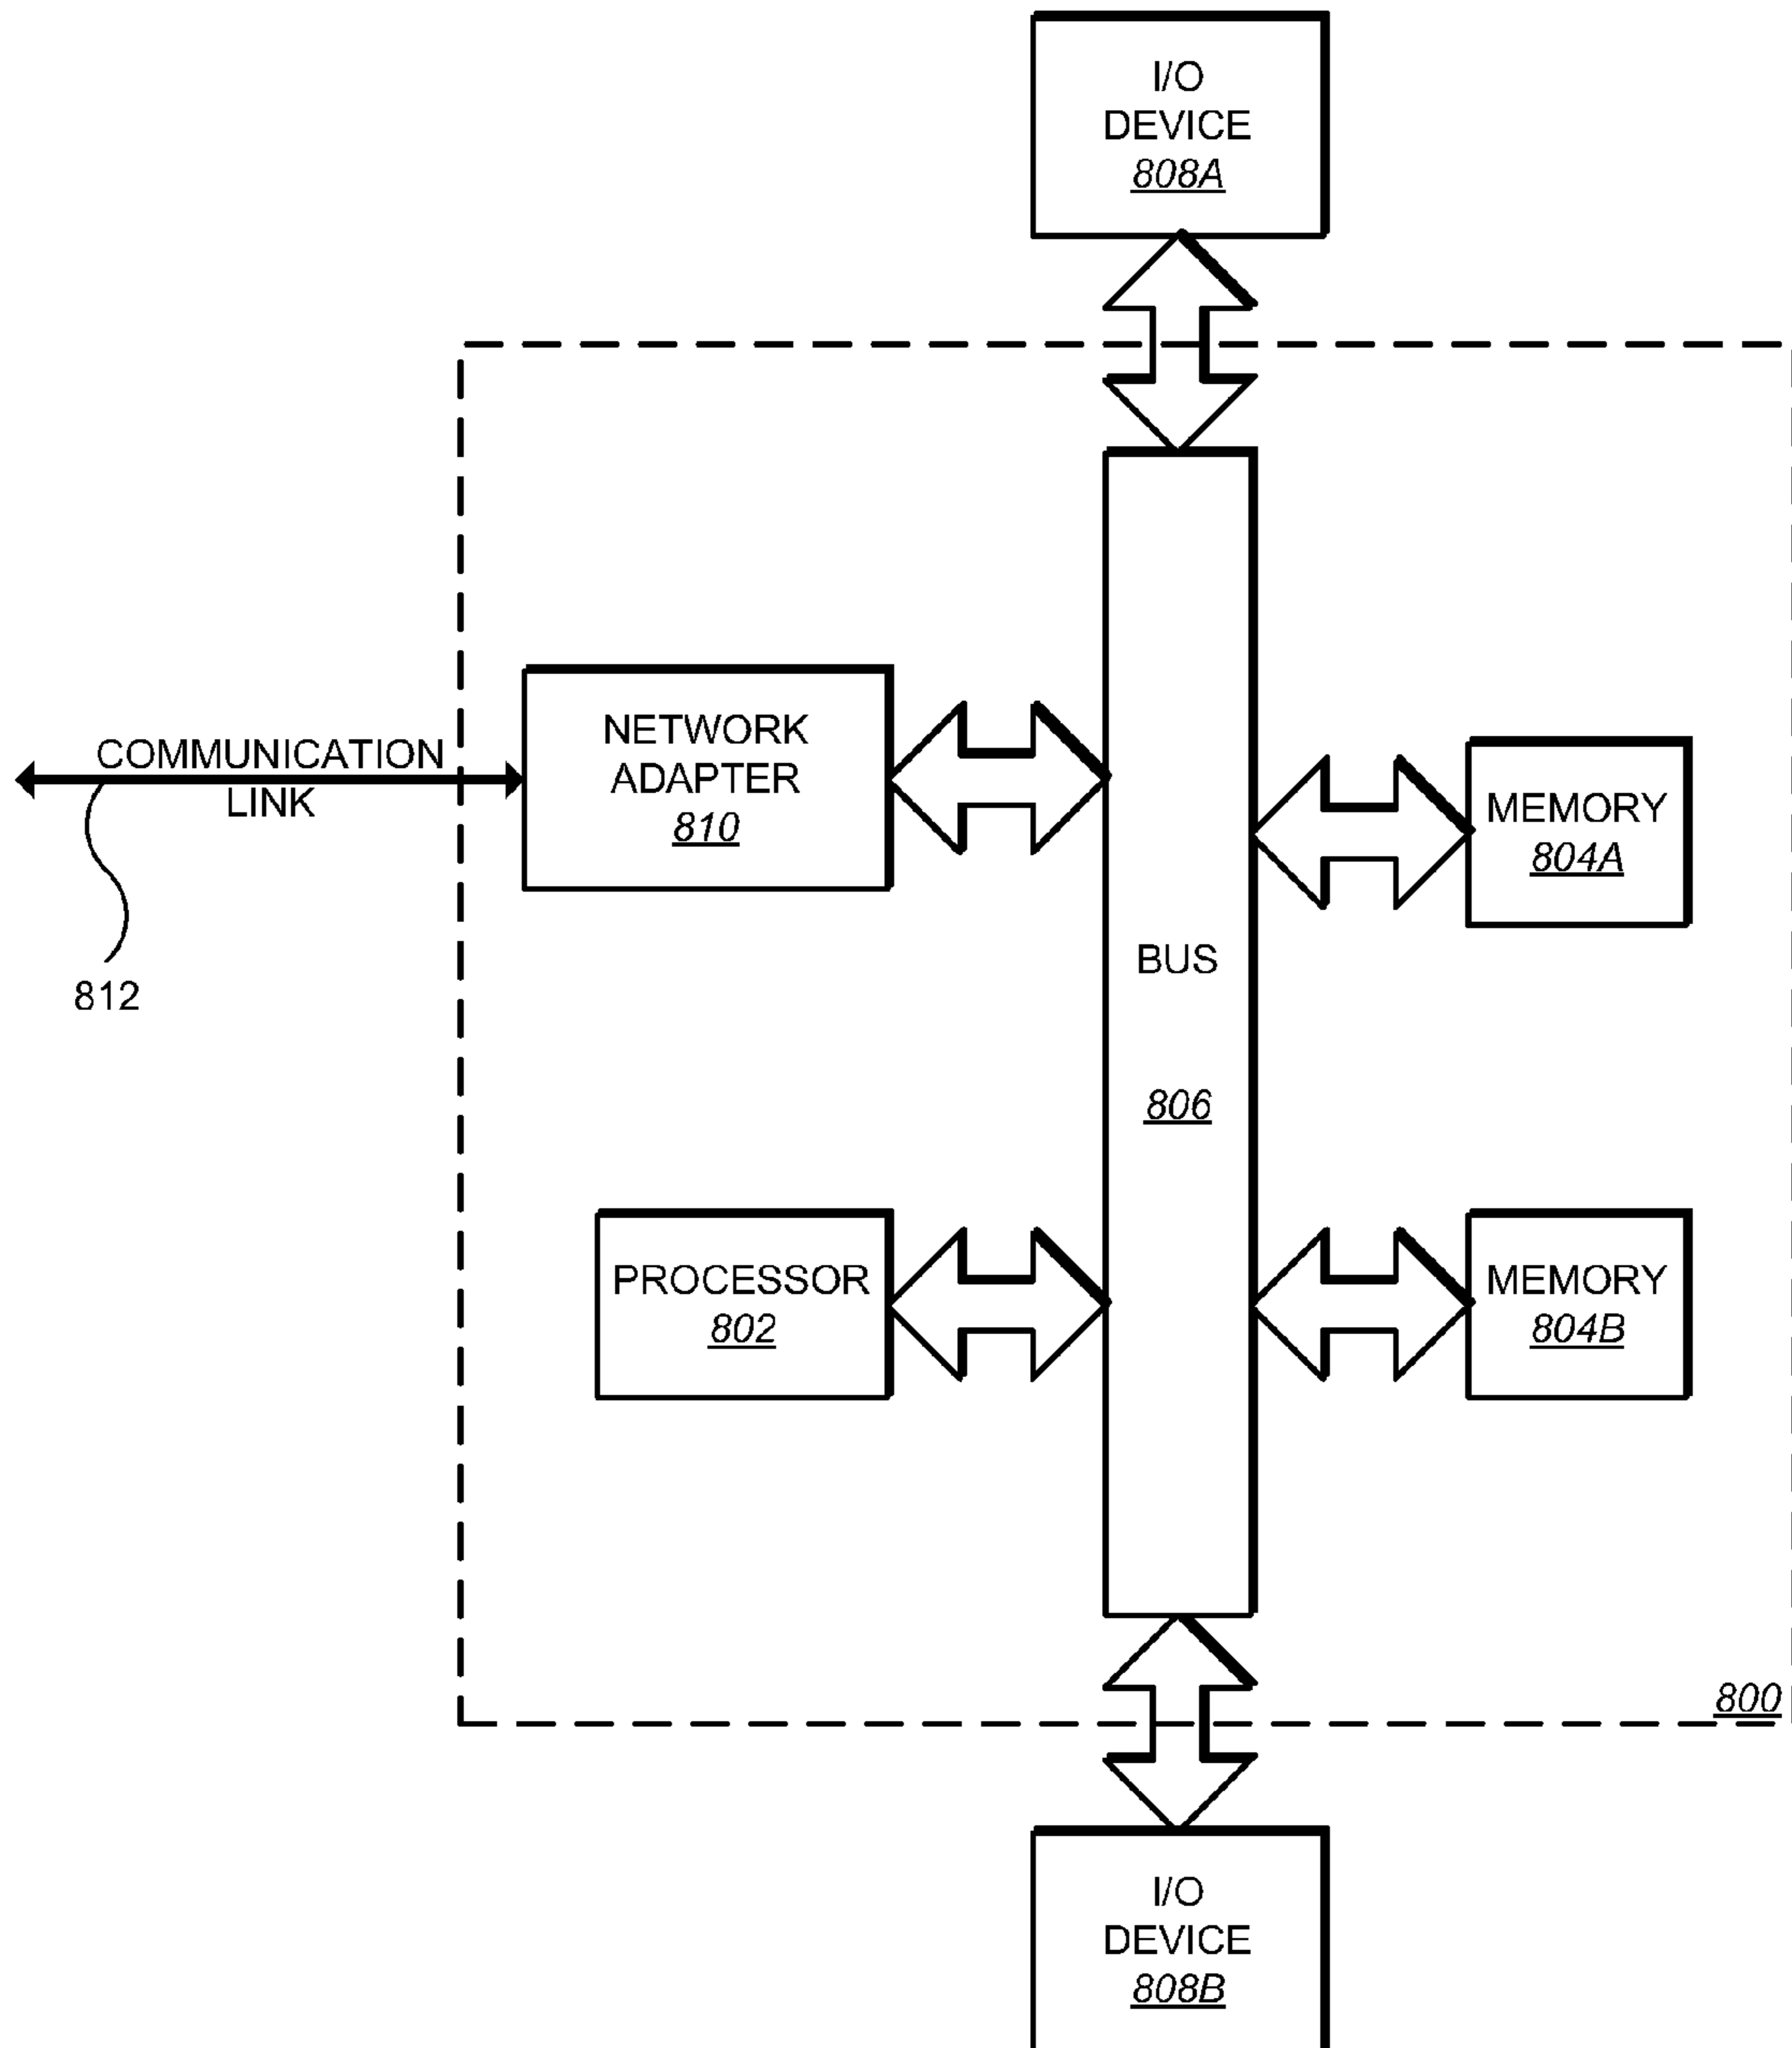 I/O
DEVICE
808A
COMMUNICATION
LINK
812
NETWORK
ADAPTER
810
MEMORY
804A
BUS
806
PROCESSOR
802
MEMORY
804B
800
I/O
DEVICE
808B